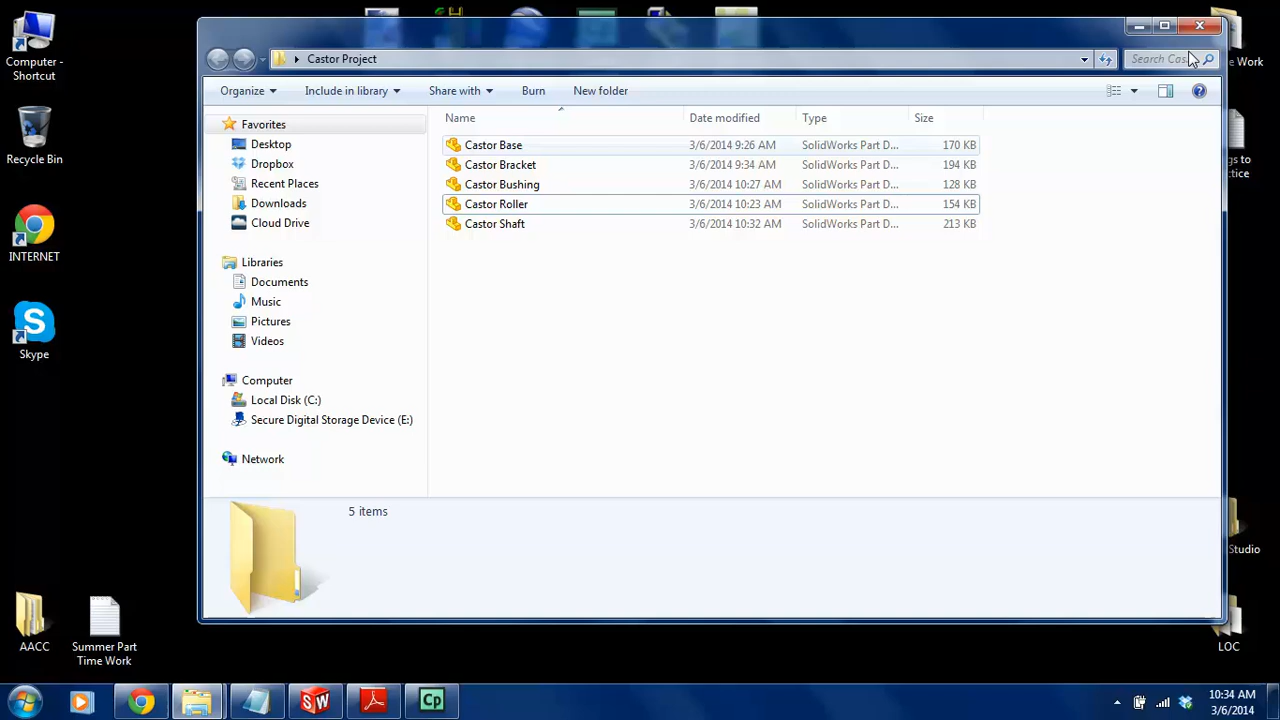 Computer - Shortcut
Recycle Bin
INTERNET
Skype
AACC
Summer Part Time Work
Castor Project
Search Cas
Organize
Include in library
Share with
Burn
New folder
Favorites
Desktop
Dropbox
Recent Places
Downloads
Cloud Drive
Libraries
Documents
Music
Pictures
Videos
Computer
Local Disk (C:)
Secure Digital Storage Device (E:)
Network
Name Date modified Type Size
Castor Base 3/6/2014 9:26 AM SolidWorks Part D... 170 KB
Castor Bracket 3/6/2014 9:34 AM SolidWorks Part D... 194 KB
Castor Bushing 3/6/2014 10:27 AM SolidWorks Part D... 128 KB
Castor Roller 3/6/2014 10:23 AM SolidWorks Part D... 154 KB
Castor Shaft 3/6/2014 10:32 AM SolidWorks Part D... 213 KB
5 items
Work
to
Studio
LOC
SW
Cp
10:34 AM
3/6/2014